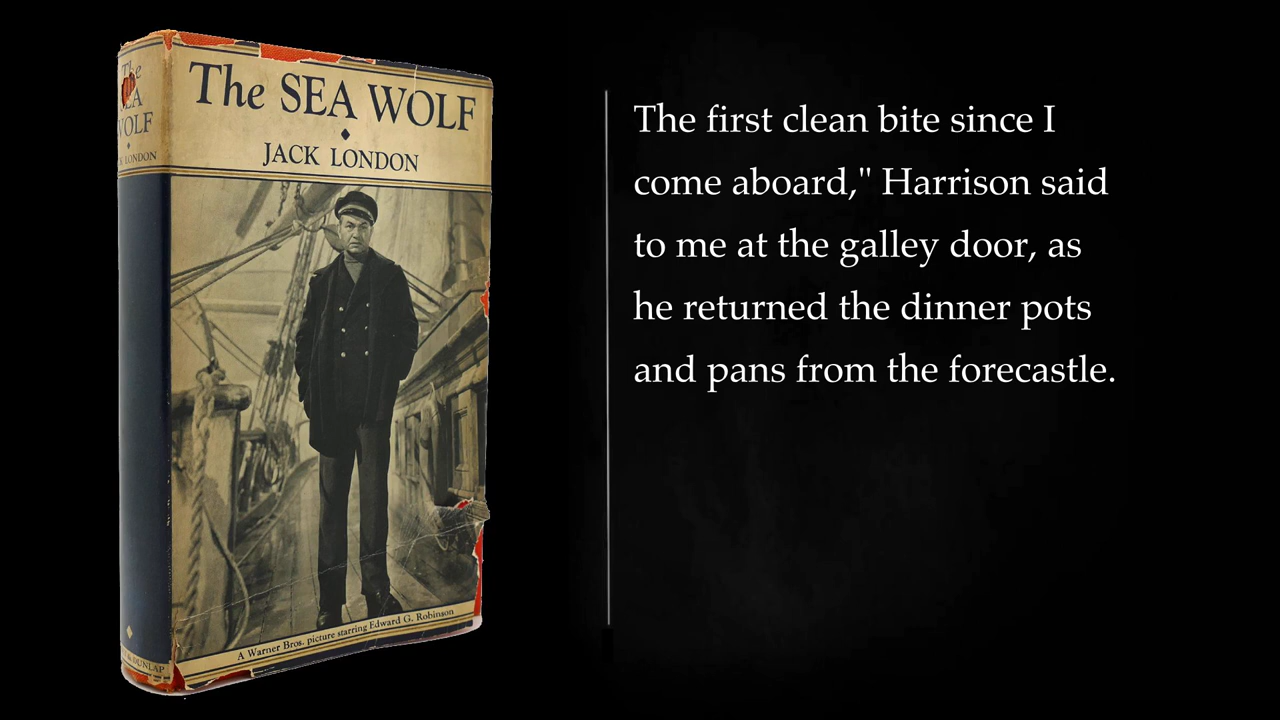 The SEA WOLF
JACK LONDON
A Warner Bros. picture starring Edward G. Robinson
The
SEA
WOLF
LONDON
DUNLAP
The first clean bite since I
come aboard," Harrison said
to me at the galley door, as
he returned the dinner pots
and pans from the forecastle.